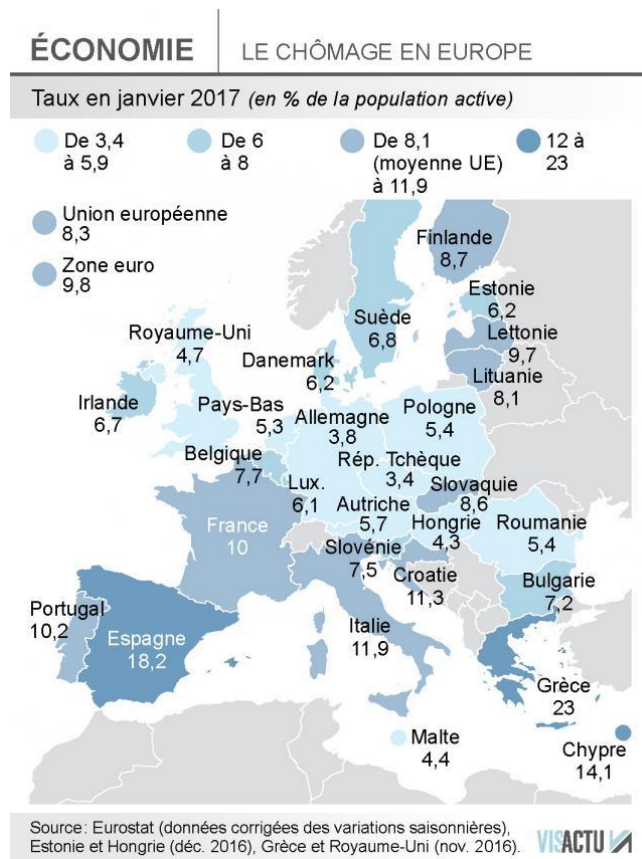 ÉCONOMIE
LE CHÔMAGE EN EUROPE
Taux en janvier 2017 (en % de la population active)
De 3,4
à 5,9
De 6
à 8
De 8,1
(moyenne UE)
à 11,9
12 à
23
Union européenne
8,3
Zone euro
9,8
Finlande
8,7
Estonie
6,2
Suède
6,8
Lettonie
9,7
Lituanie
8,1
Royaume-Uni
4,7
Danemark
6,2
Irlande
6,7
Pays-Bas
5,3
Allemagne
3,8
Pologne
5,4
Belgique
7,7
Rép. Tchèque
3,4
Lux.
6,1
Slovaquie
8,6
Autriche
5,7
Hongrie
4,3
Roumanie
5,4
France
10
Slovénie
7,5
Croatie
11,3
Bulgarie
7,2
Portugal
10,2
Espagne
18,2
Italie
11,9
Grèce
23
Malte
4,4
Chypre
14,1
Source: Eurostat (données corrigées des variations saisonnières),
Estonie et Hongrie (déc. 2016), Grèce et Royaume-Uni (nov. 2016).
VISACTU